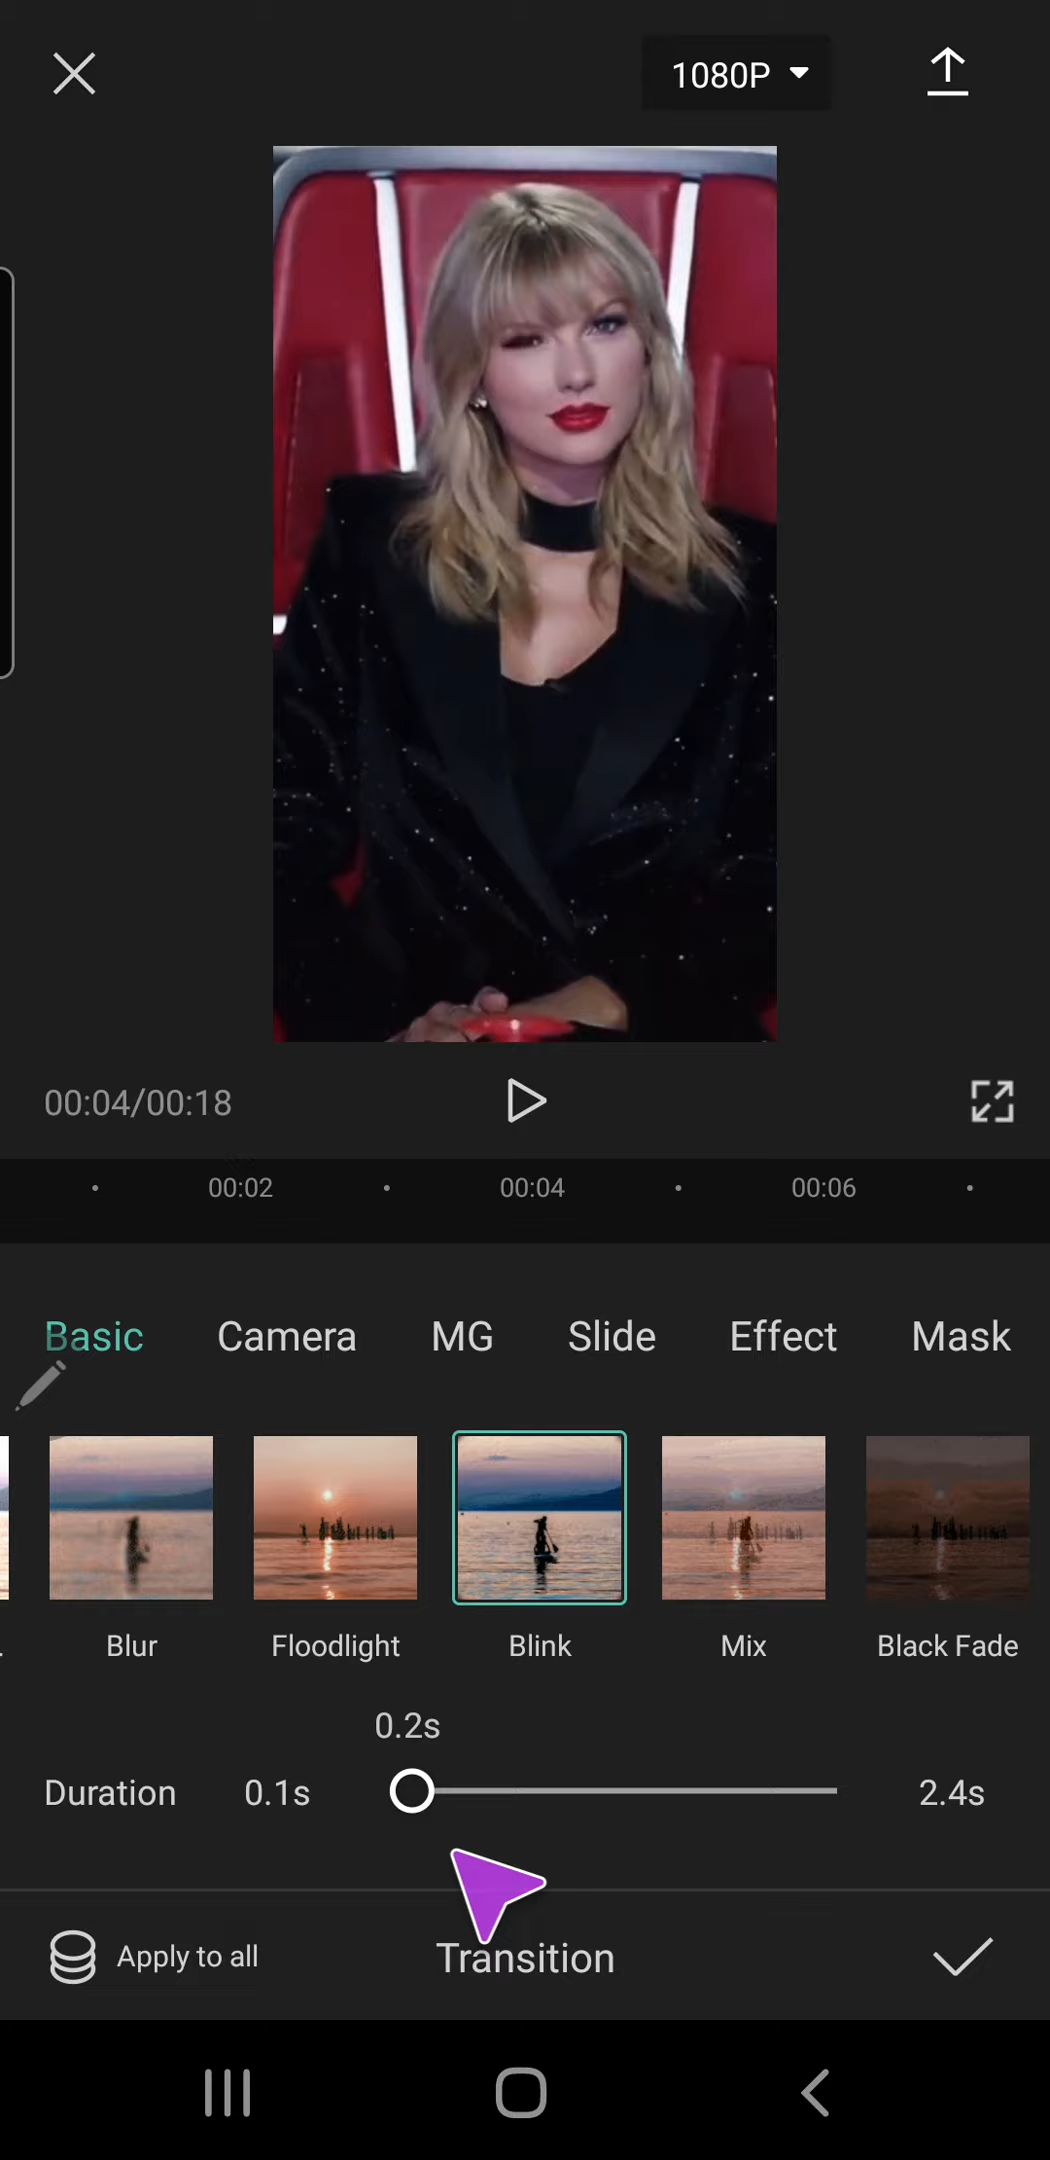 1080P
00:04/00:18
00:02 00:04 00:06
Basic Camera MG Slide Effect Mask
Blur Floodlight Blink Mix Black Fade
0.2s
Duration 0.1s 2.4s
Apply to all Transition